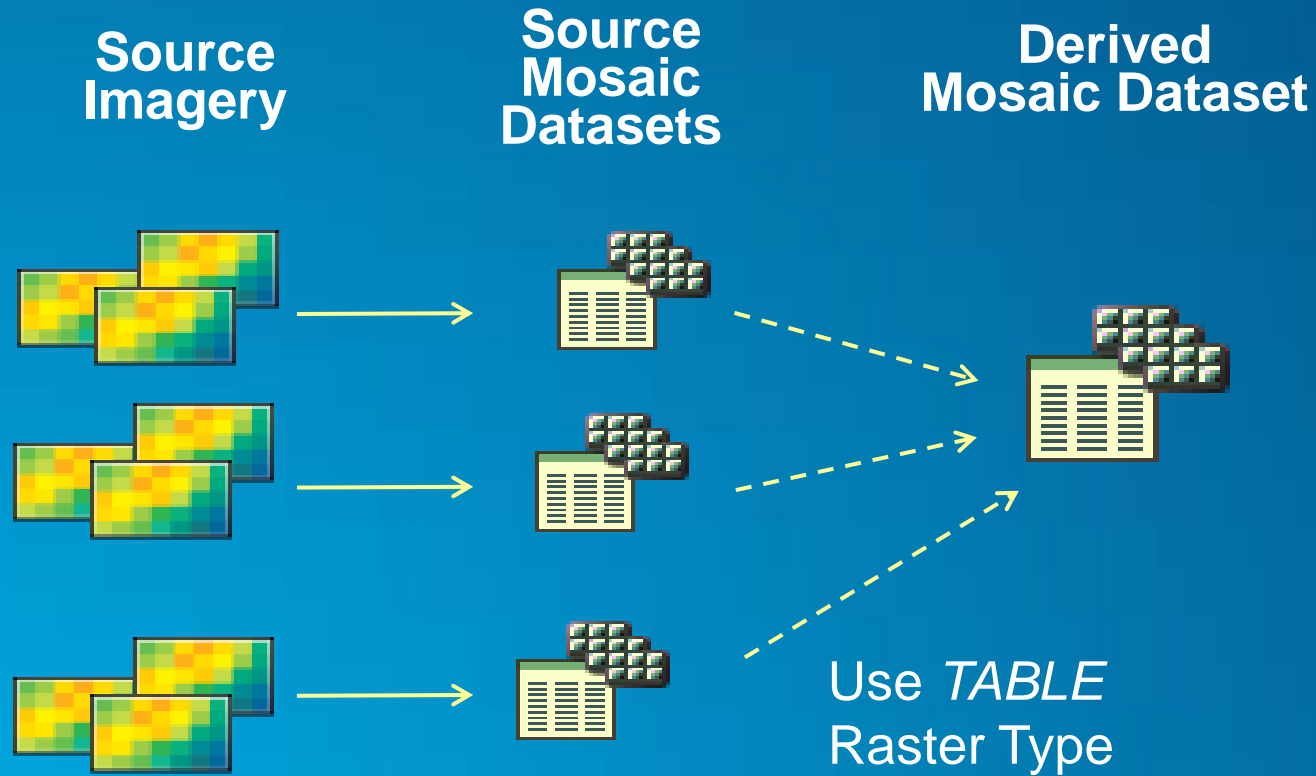 Source
Imagery
Source
Mosaic
Datasets
Derived
Mosaic Dataset
Use TABLE
Raster Type